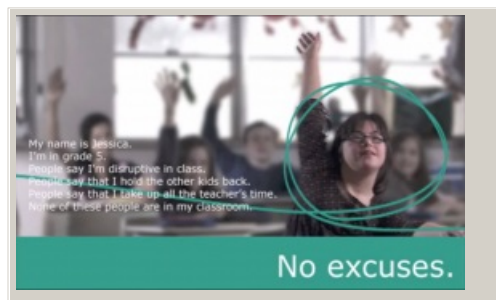 My name is Jessica.
I'm in grade 5.
People say I'm disruptive in class.
People say that I hold the other kids back.
People say that I take up all the teacher's time.
None of these people are in my classroom.
No excuses.